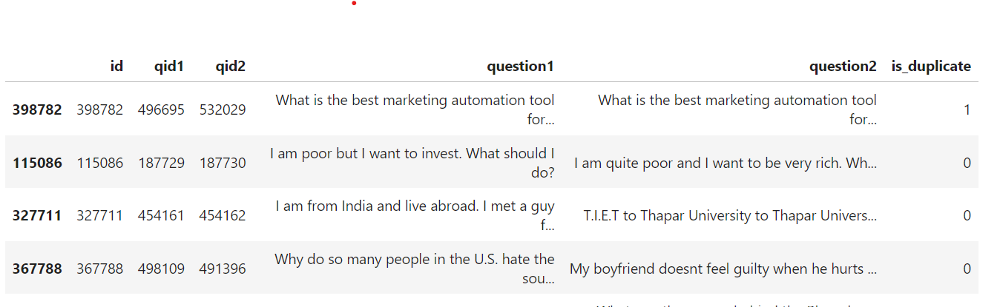 id qid1 qid2 question1 question2 is_duplicate
398782 398782 496695 532029 What is the best marketing automation tool for... What is the best marketing automation tool for... 1
115086 115086 187729 187730 I am poor but I want to invest. What should I do? I am quite poor and I want to be very rich. Wh... 0
327711 327711 454161 454162 I am from India and live abroad. I met a guy f... T.I.E.T to Thapar University to Thapar Univers... 0
367788 367788 498109 491396 Why do so many people in the U.S. hate the sou... My boyfriend doesnt feel guilty when he hurts ... 0